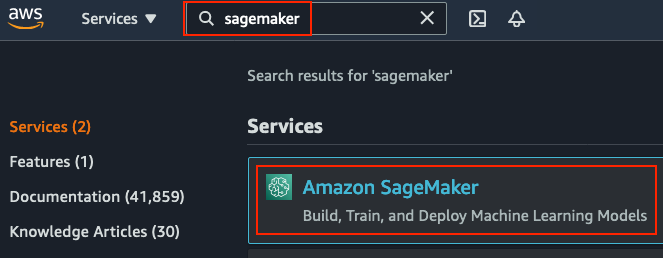 aws Services ▼ sagemaker
Search results for 'sagemaker'
Services (2)
Services
Features (1)
Amazon SageMaker
Documentation (41,859)
Build, Train, and Deploy Machine Learning Models
Knowledge Articles (30)